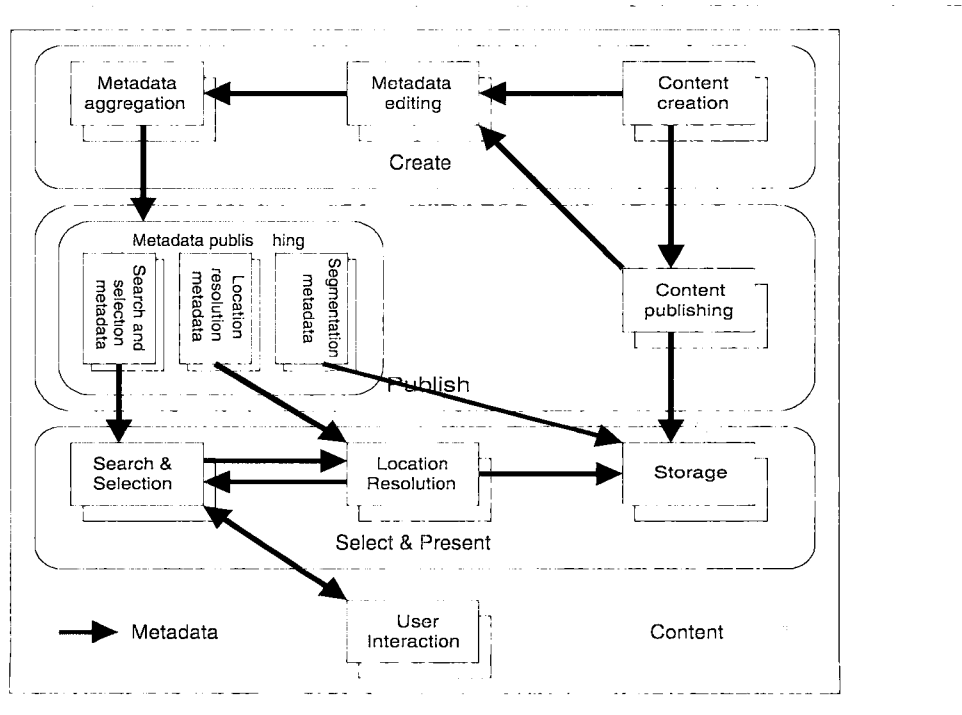 Metadata
aggregation
Metadata
editing
Content
creation
Create
Metadata publis hing
Search and
selection
metadata
Location
resolution
metadata
Segmentation
metadata
Content
publishing
Publish
Search &
Selection
Location
Resolution
Storage
Select & Present
User
Interaction
Metadata
Content